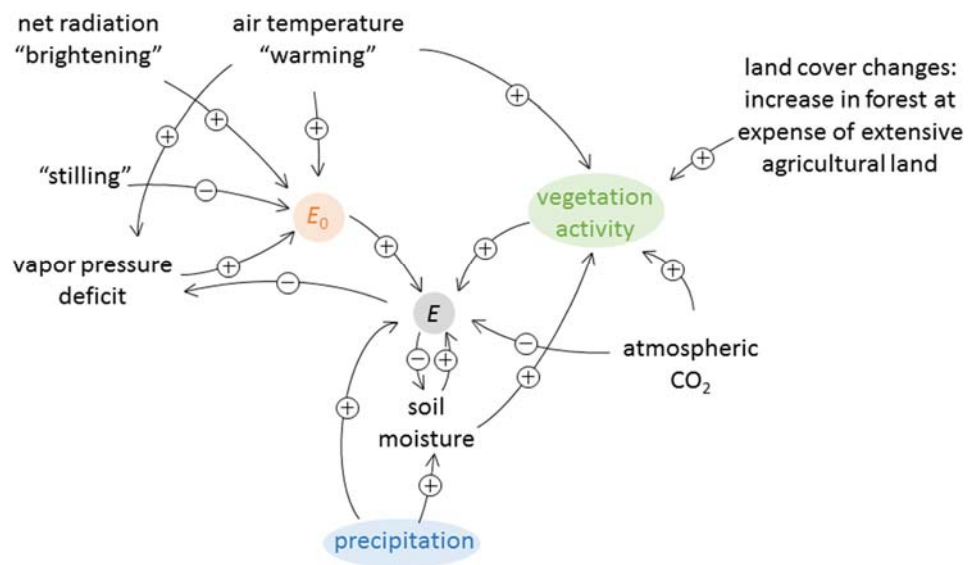 net radiation
“brightening”
air temperature
“warming”
land cover changes:
increase in forest at
expense of extensive
agricultural land
+
+
+
+
+
“stilling”
−
E₀
vegetation
activity
+
+
vapor pressure
deficit
+
−
+
E
−
atmospheric
CO₂
−
+
+
+
soil
moisture
+
precipitation